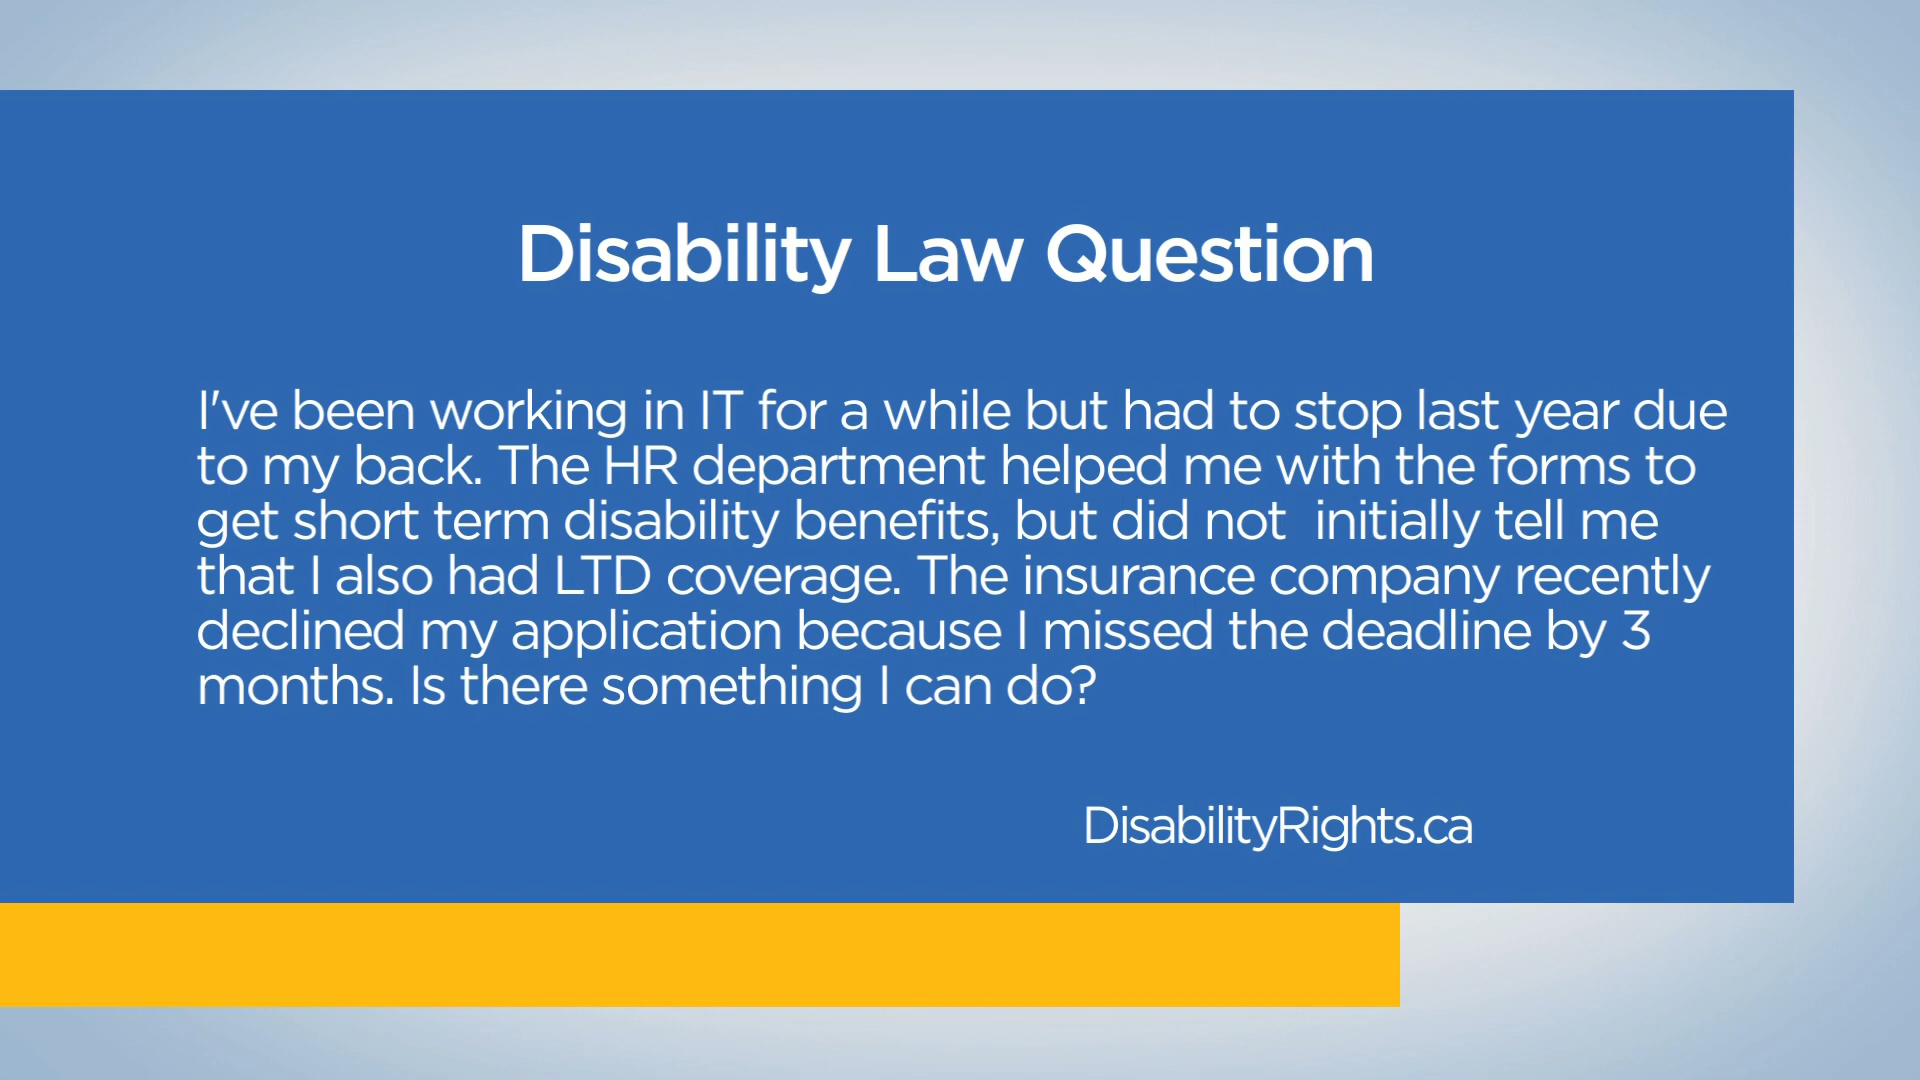 Disability Law Question
I've been working in IT for a while but had to stop last year due
to my back. The HR department helped me with the forms to
get short term disability benefits, but did not  initially tell me
that I also had LTD coverage. The insurance company recently
declined my application because I missed the deadline by 3
months. Is there something I can do?
DisabilityRights.ca